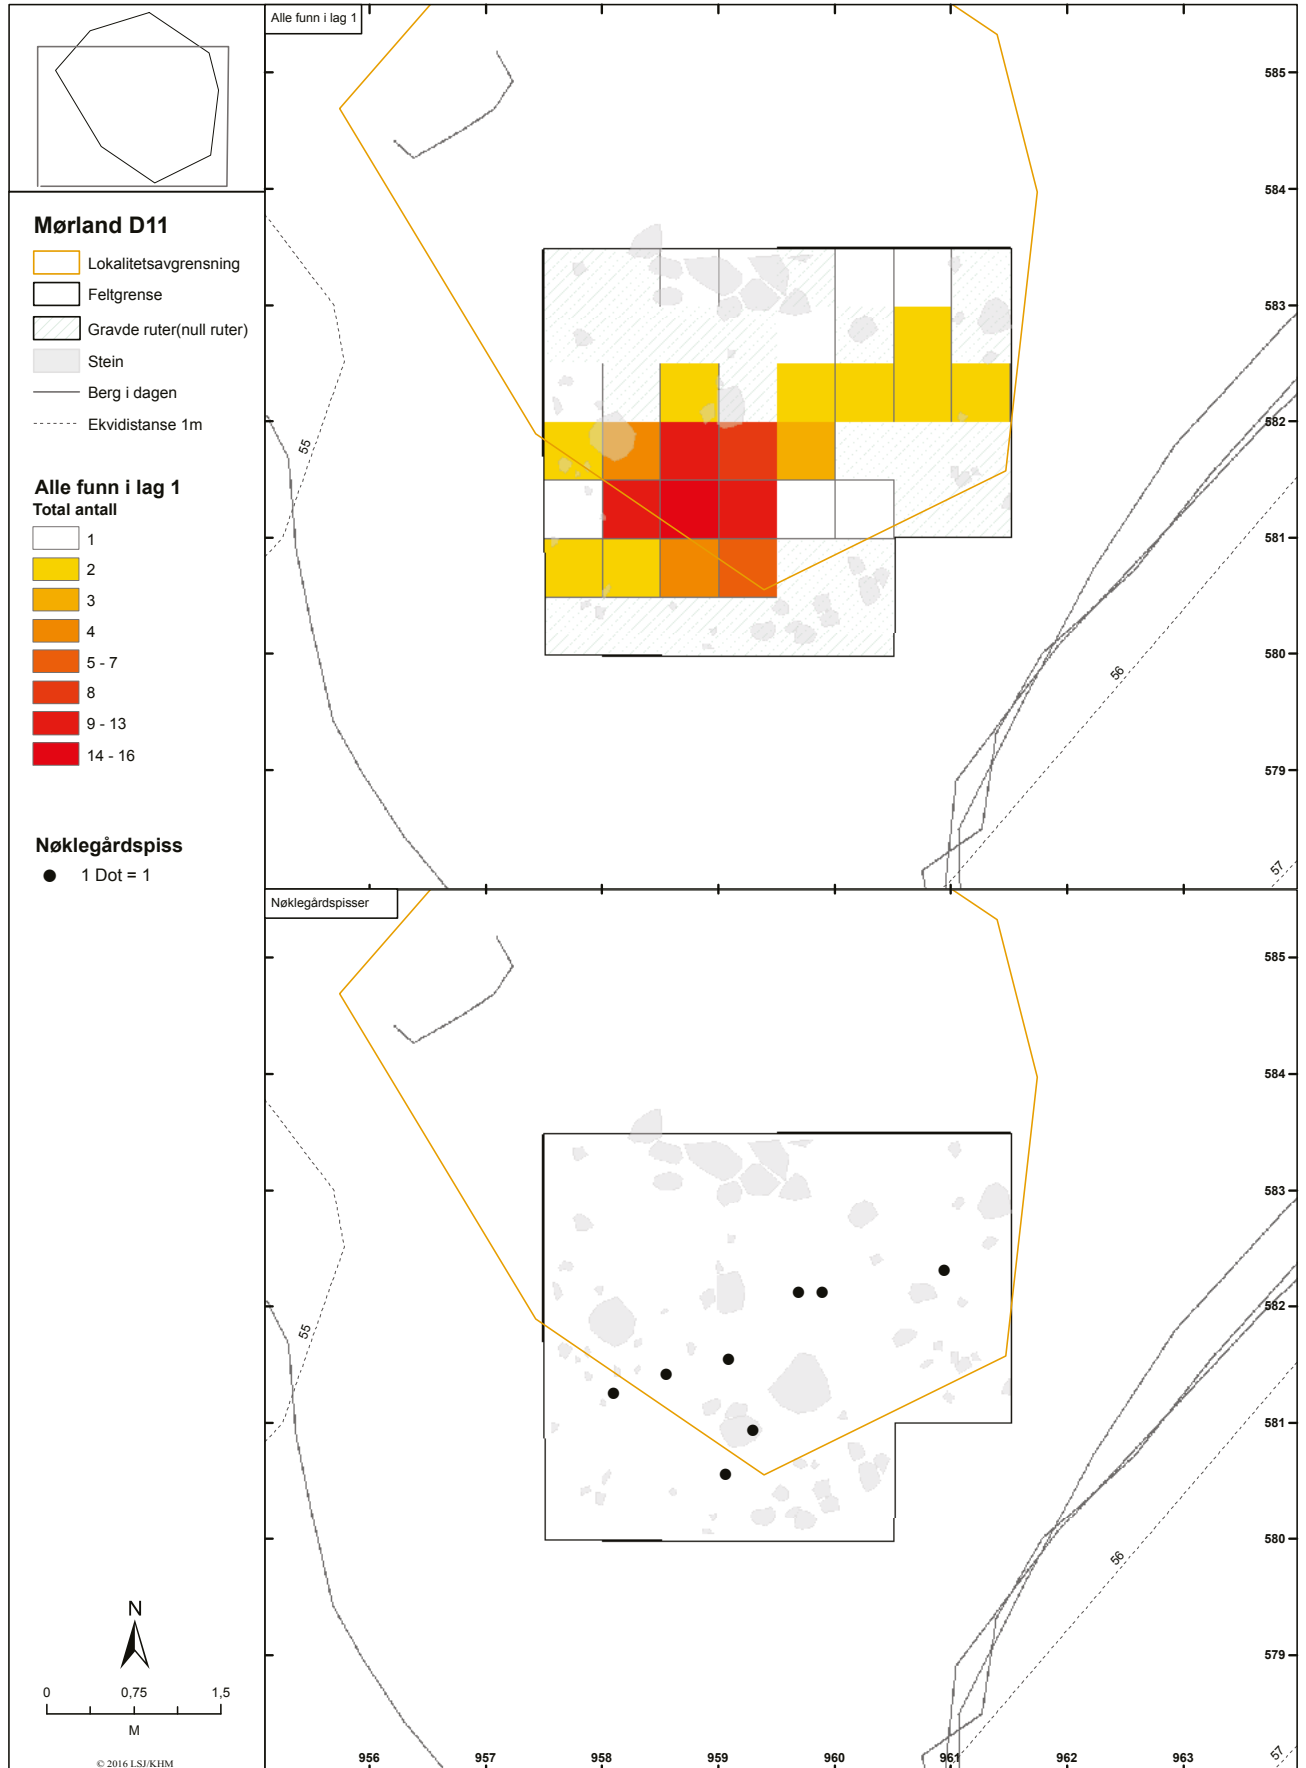 Mørland D11
Lokalitetsavgrensning
Feltgrense
Gravde ruter(null ruter)
Stein
Berg i dagen
Ekvidistanse 1m
Alle funn i lag 1
Total antall
1
2
3
4
5 - 7
8
9 - 13
14 - 16
Nøklegårdspiss
1 Dot = 1
N
0 0,75 1,5
M
© 2016 LSJ/KHM
Alle funn i lag 1
585
584
583
582
581
580
579
55
56
57
Nøklegårdspisser
585
584
583
582
581
580
579
55
56
57
956 957 958 959 960 961 962 963